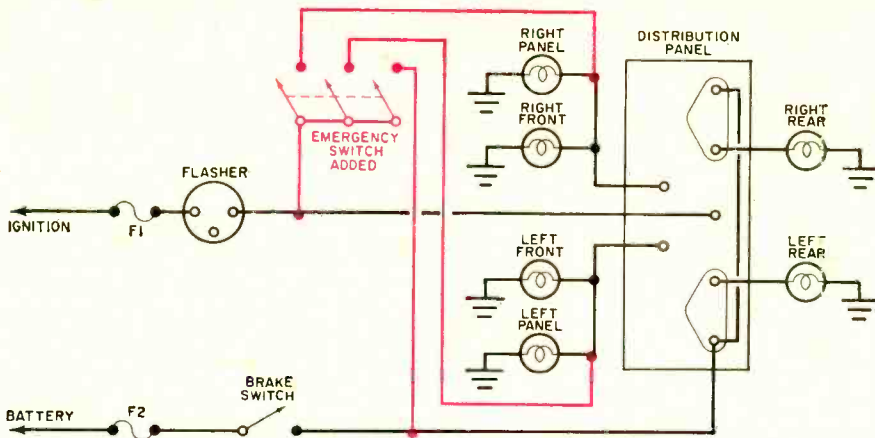 RIGHT
PANEL
DISTRIBUTION
PANEL
RIGHT
FRONT
RIGHT
REAR
EMERGENCY
SWITCH
ADDED
FLASHER
IGNITION
F1
LEFT
FRONT
LEFT
REAR
LEFT
PANEL
BRAKE
SWITCH
BATTERY
F2